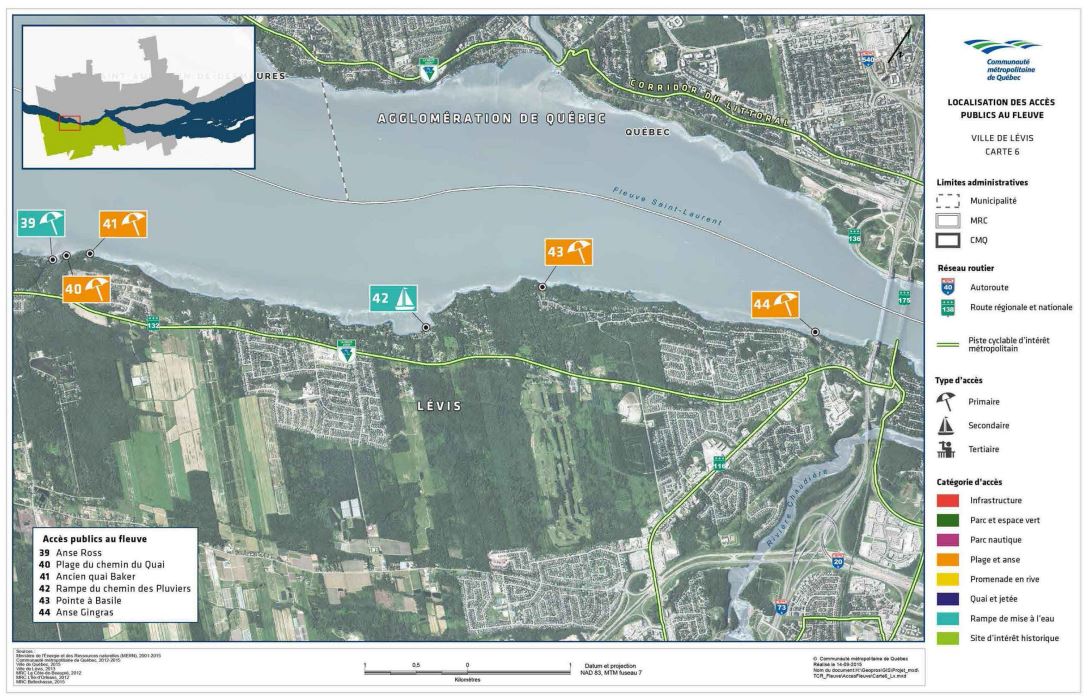 SAINT-AUGUSTIN-DE-DESMAURES
AGGLOMÉRATION DE QUÉBEC
QUÉBEC
CORRIDOR DU LITTORAL
Fleuve Saint-Laurent
540
136
175
39
41
40
42
43
44
132
LÉVIS
116
Rivière Chaudière
20
73
Accès publics au fleuve
39 Anse Ross
40 Plage du chemin du Quai
41 Ancien quai Baker
42 Rampe du chemin des Pluviers
43 Pointe à Basile
44 Anse Gingras
Communauté
métropolitaine
de Québec
LOCALISATION DES ACCÈS
PUBLICS AU FLEUVE
VILLE DE LÉVIS
CARTE 6
Limites administratives
Municipalité
MRC
CMQ
Réseau routier
40 Autoroute
138 Route régionale et nationale
Piste cyclable d'intérêt
métropolitain
Type d'accès
Primaire
Secondaire
Tertiaire
Catégorie d'accès
Infrastructure
Parc et espace vert
Parc nautique
Plage et anse
Promenade en rive
Quai et jetée
Rampe de mise à l'eau
Site d'intérêt historique
Sources :
Ministère de l'Énergie et des Ressources naturelles (MERN), 2001-2015
Communauté métropolitaine de Québec, 2012-2015
Ville de Québec, 2015
Ville de Lévis, 2013
MRC La Côte-de-Beaupré, 2012
MRC L'Île-d'Orléans, 2012
MRC Bellechasse, 2015
1 0,5 0 1
Kilomètres
Datum et projection
NAD 83, MTM fuseau 7
© Communauté métropolitaine de Québec
Réalisé le 14-09-2015
Nom du document:H:\Geopros\GIS\Projet_mxd\
TCR_Fleuve\AccesFleuve\Carte6_Lx.mxd